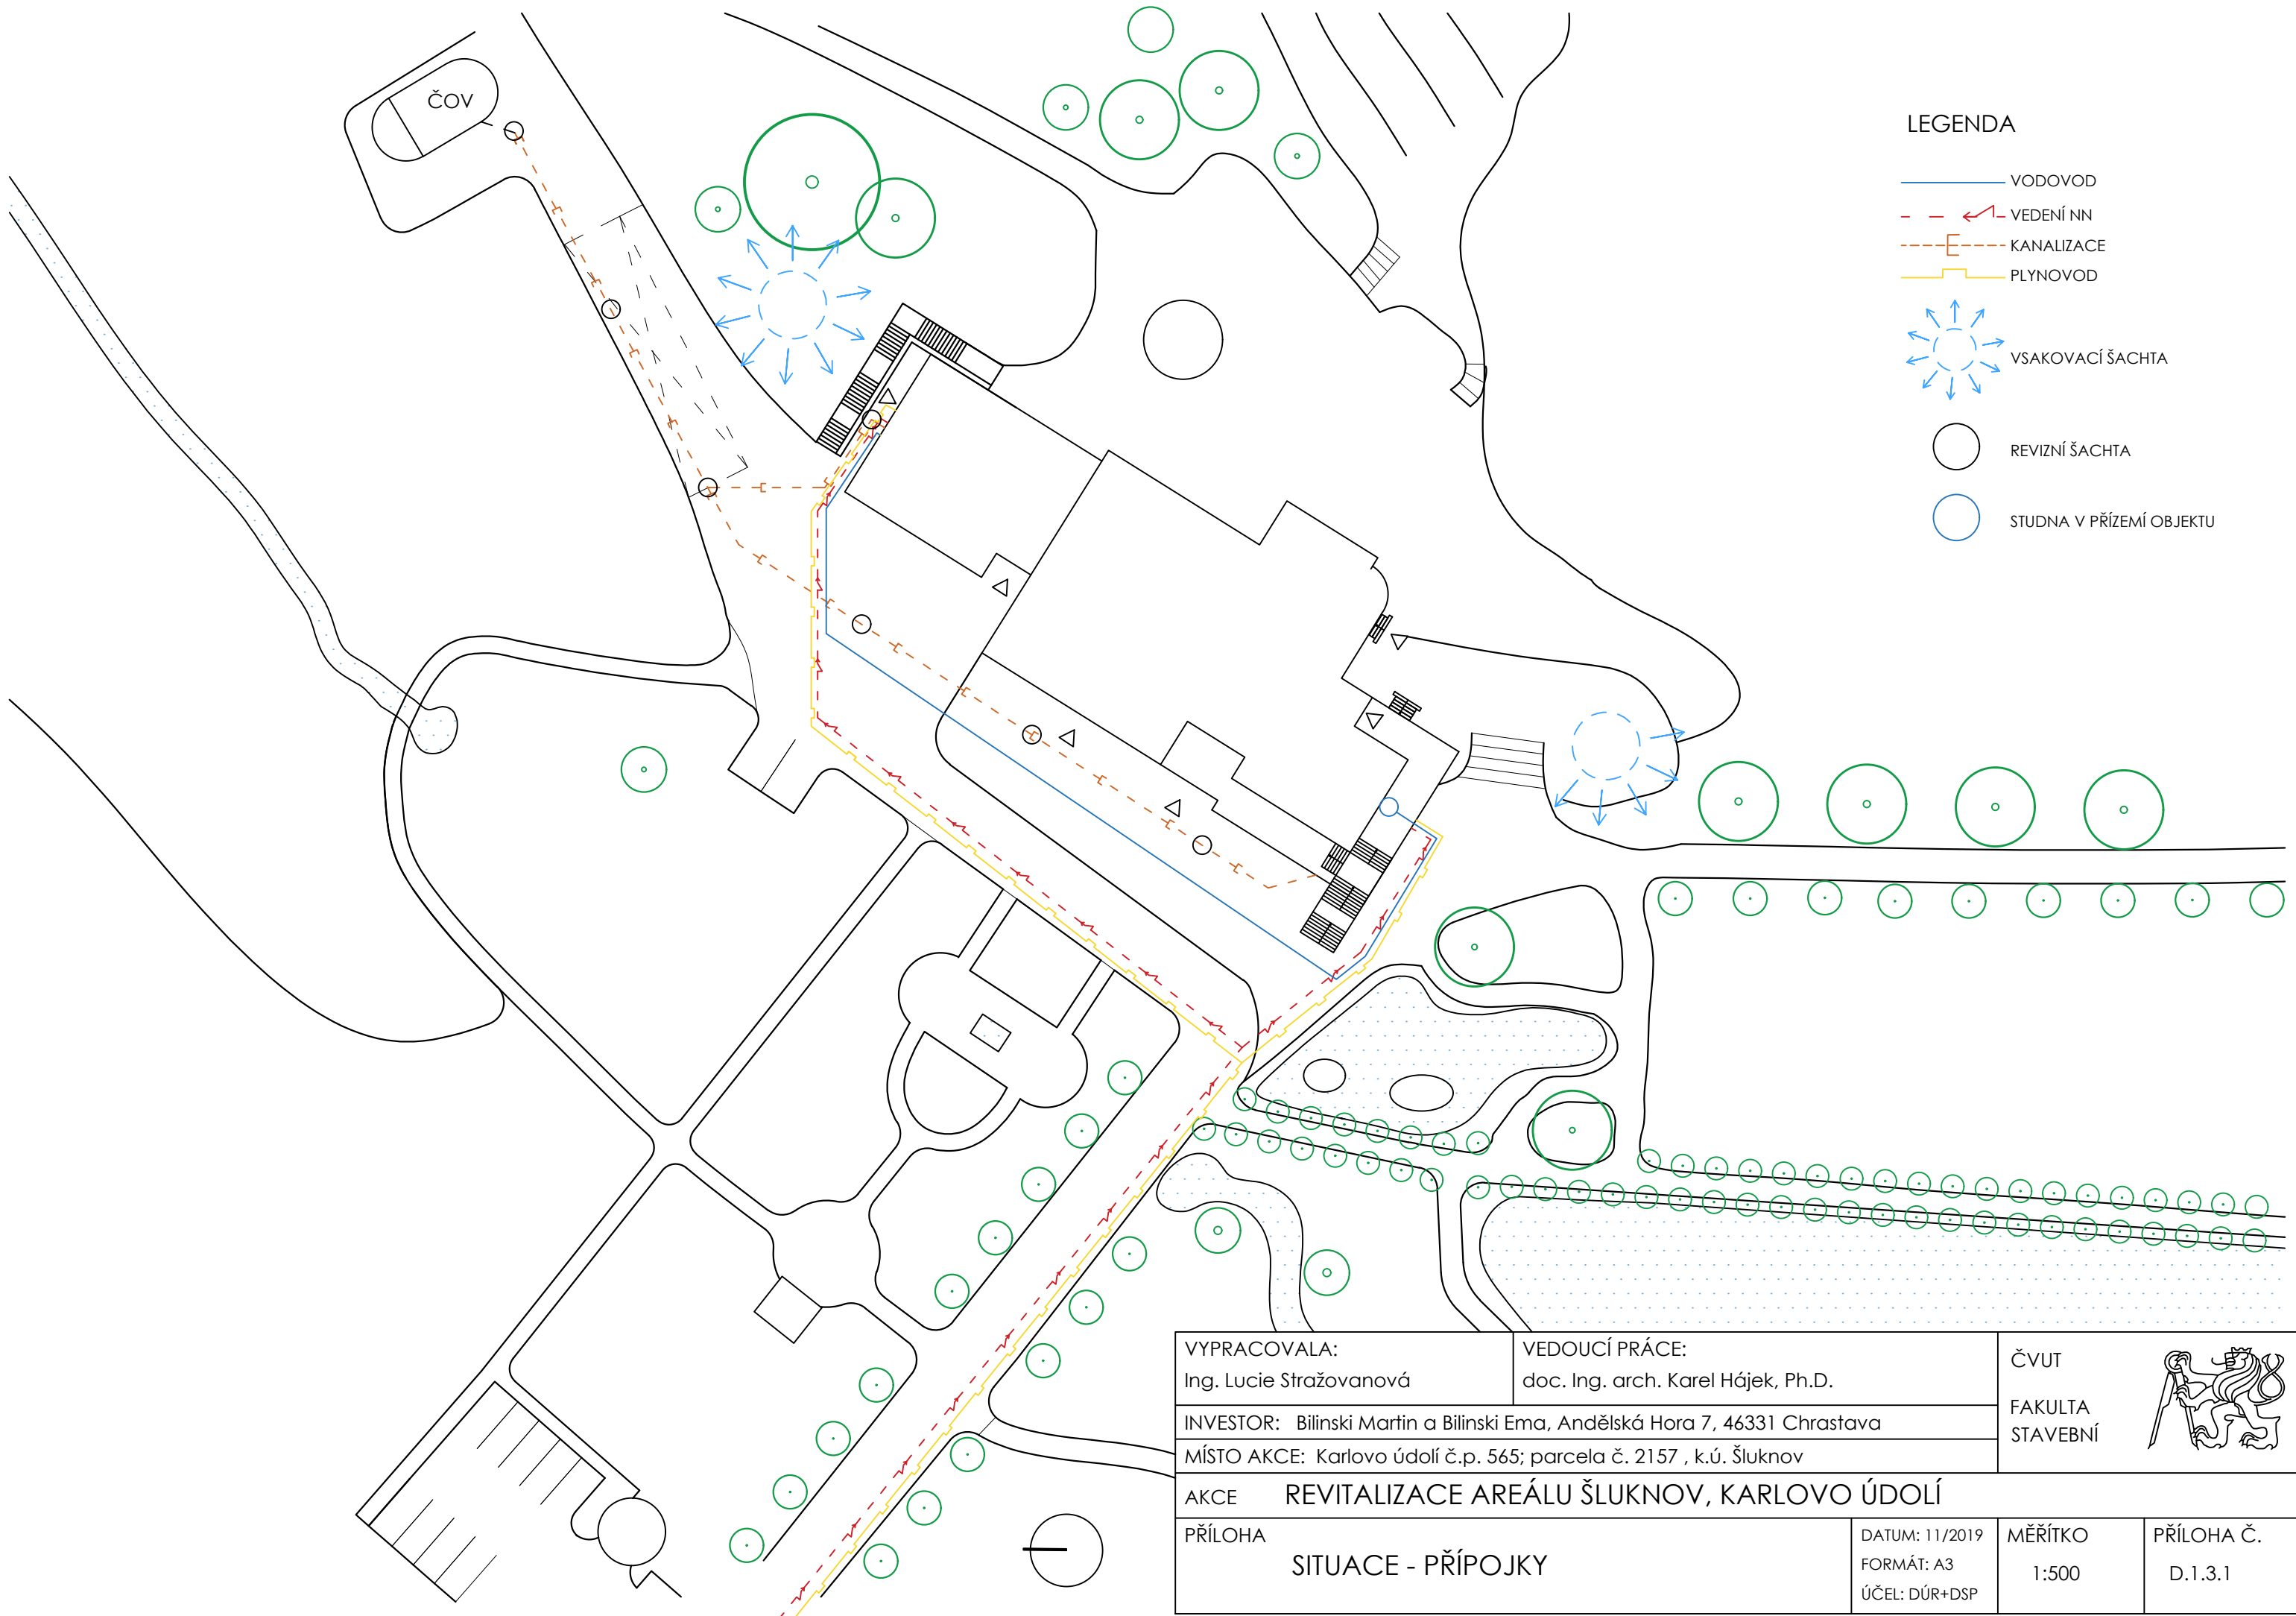 ČOV
LEGENDA
VODOVOD
VEDENÍ NN
KANALIZACE
PLYNOVOD
VSAKOVACÍ ŠACHTA
REVIZNÍ ŠACHTA
STUDNA V PŘÍZEMÍ OBJEKTU
VYPRACOVALA:
Ing. Lucie Stražovanová
VEDOUCÍ PRÁCE:
doc. Ing. arch. Karel Hájek, Ph.D.
ČVUT
FAKULTA
STAVEBNÍ
INVESTOR: Bilinski Martin a Bilinski Ema, Andělská Hora 7, 46331 Chrastava
MÍSTO AKCE: Karlovo údolí č.p. 565; parcela č. 2157 , k.ú. Šluknov
AKCE REVITALIZACE AREÁLU ŠLUKNOV, KARLOVO ÚDOLÍ
PŘÍLOHA
SITUACE - PŘÍPOJKY
DATUM: 11/2019
FORMÁT: A3
ÚČEL: DÚR+DSP
MĚŘÍTKO
1:500
PŘÍLOHA Č.
D.1.3.1